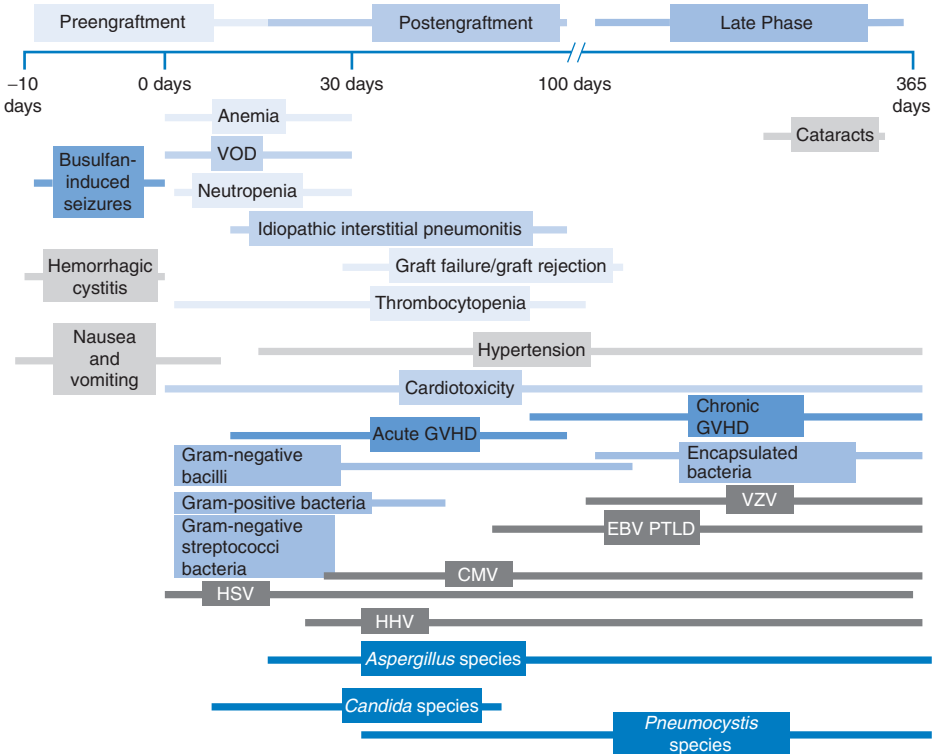 Preengraftment
Postengraftment
Late Phase
–10
days
0 days
30 days
100 days
365
days
Anemia
Cataracts
VOD
Busulfan-
induced
seizures
Neutropenia
Idiopathic interstitial pneumonitis
Hemorrhagic
cystitis
Graft failure/graft rejection
Thrombocytopenia
Nausea
and
vomiting
Hypertension
Cardiotoxicity
Chronic
GVHD
Acute GVHD
Gram-negative
bacilli
Encapsulated
bacteria
Gram-positive bacteria
VZV
Gram-negative
streptococci
bacteria
EBV PTLD
CMV
HSV
HHV
Aspergillus species
Candida species
Pneumocystis
species